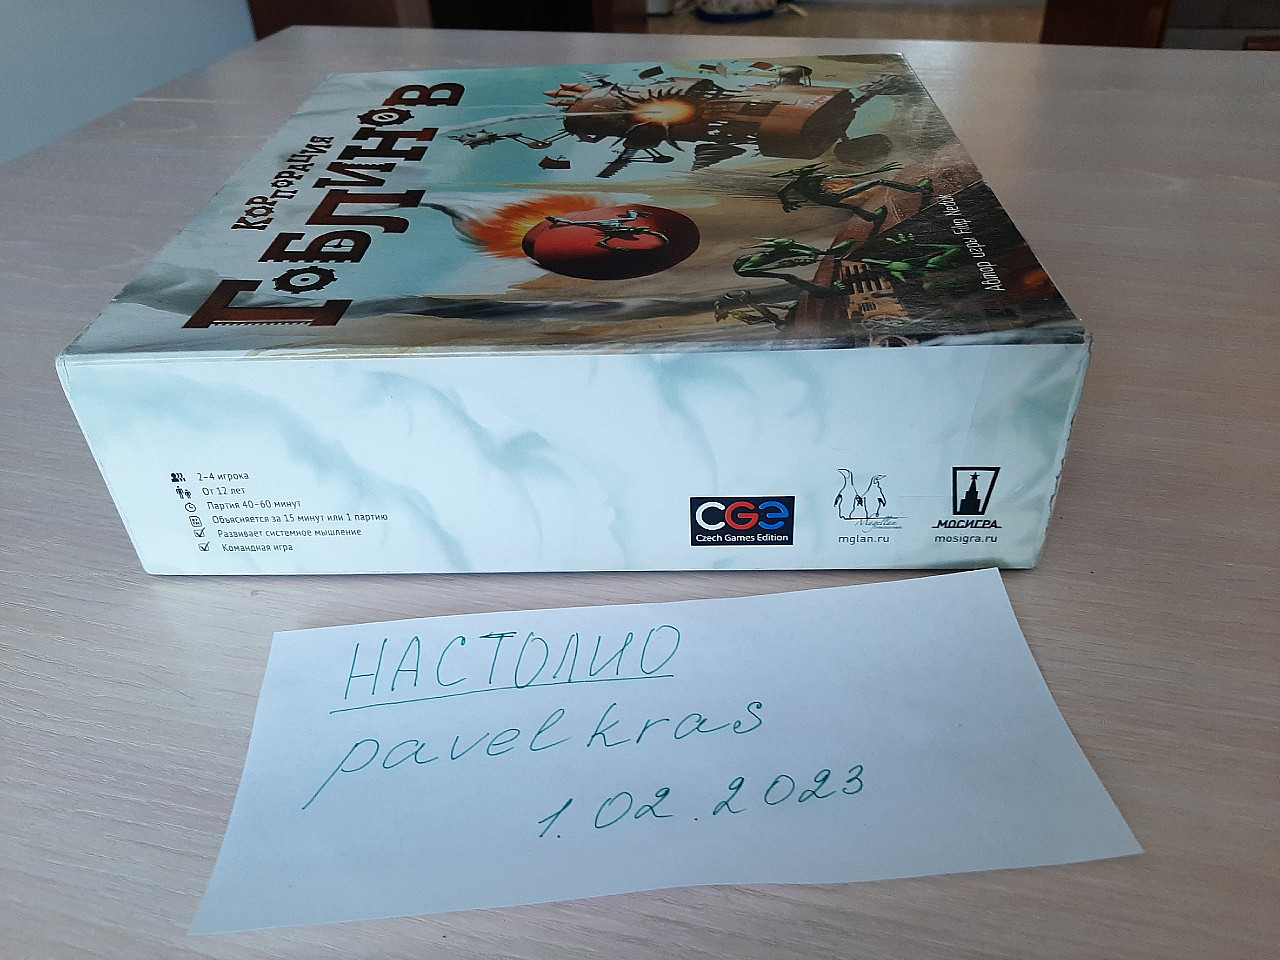 КОРПОРАЦИЯ
ГОБЛИНОВ
Автор игры Filip Neduk
2–4 игрока
От 12 лет
Партия 40–60 минут
Объясняется за 15 минут или 1 партию
Развивает системное мышление
Командная игра
CGE
Czech Games Edition
Magellan
mglan.ru
МОСИГРА
mosigra.ru
НАСТОЛИО
pavelkras
1.02.2023